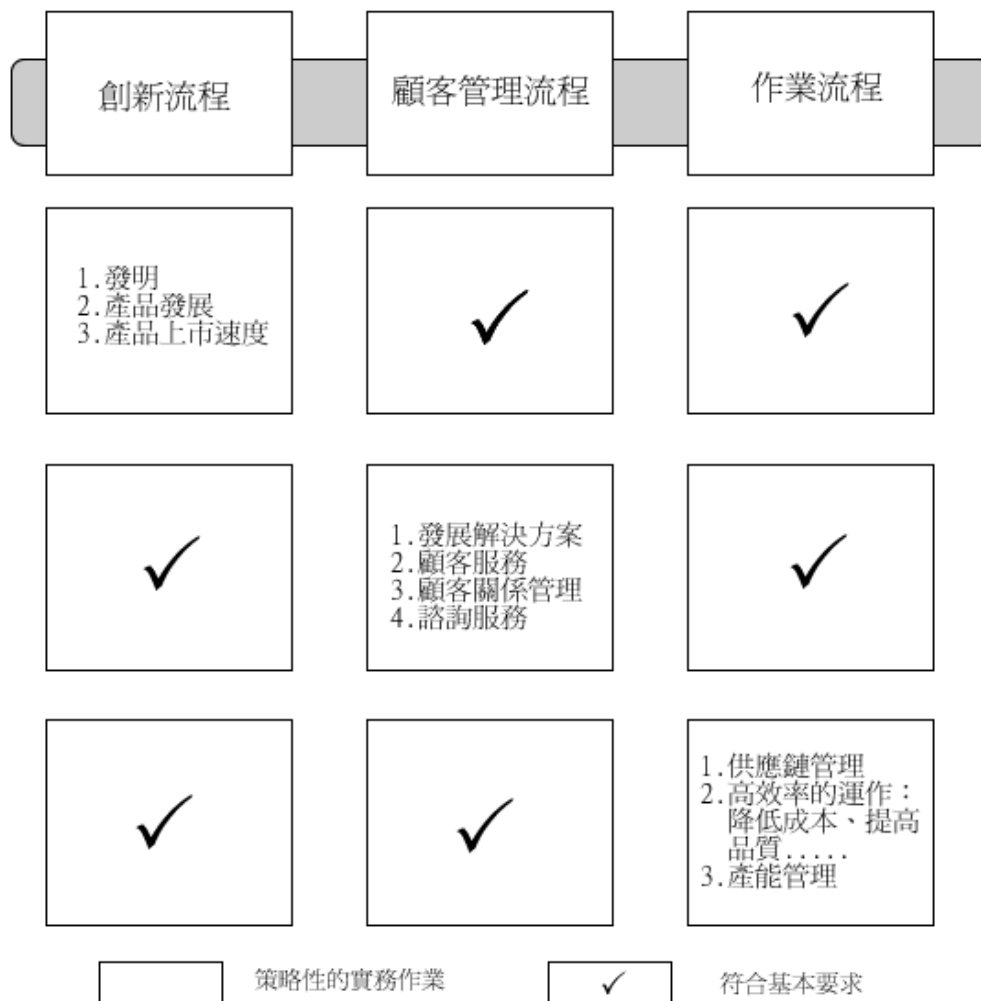 創新流程
顧客管理流程
作業流程
1.發明
2.產品發展
3.產品上市速度
✓
✓
✓
1.發展解決方案
2.顧客服務
3.顧客關係管理
4.諮詢服務
✓
✓
✓
1.供應鏈管理
2.高效率的運作：
降低成本、提高
品質.....
3.產能管理
策略性的實務作業
✓
符合基本要求